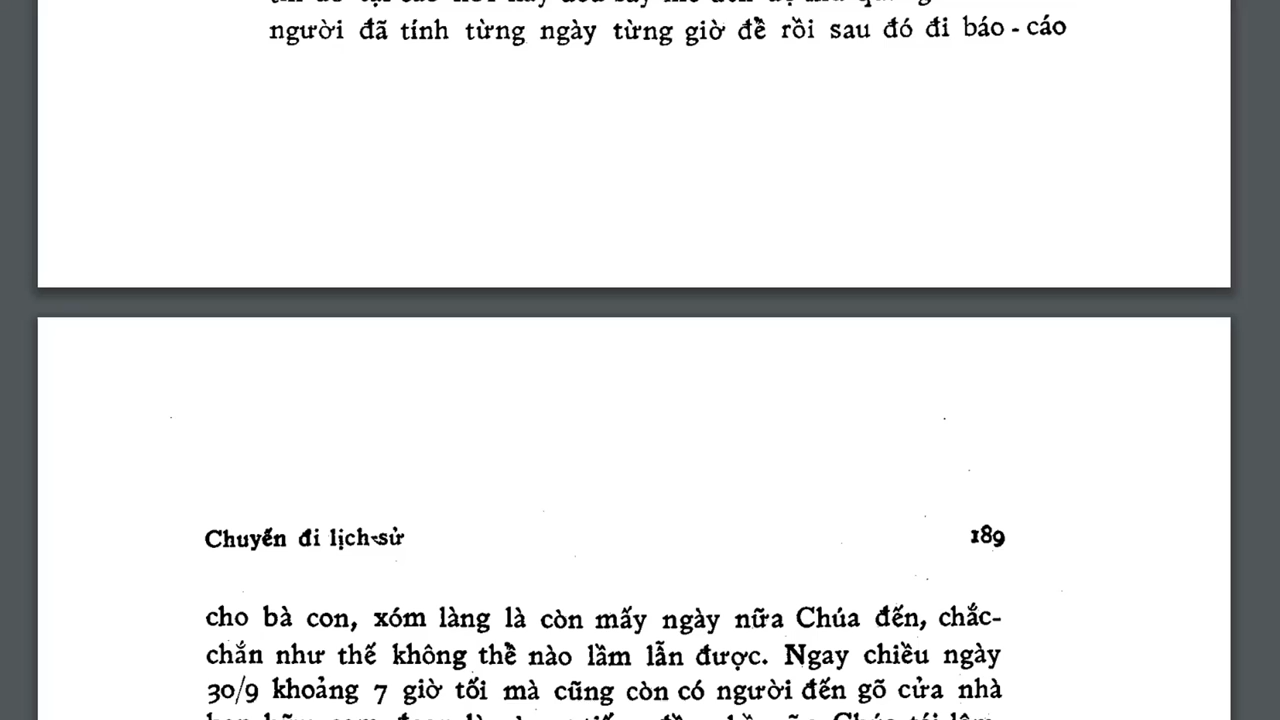 người đã tính từng ngày từng giờ để rồi sau đó đi báo - cáo
Chuyến đi lịch-sử
189
cho bà con, xóm làng là còn mấy ngày nữa Chúa đến, chắc-
chắn như thế không thể nào lầm lẫn được. Ngay chiều ngày
30/9 khoảng 7 giờ tối mà cũng còn có người đến gõ cửa nhà